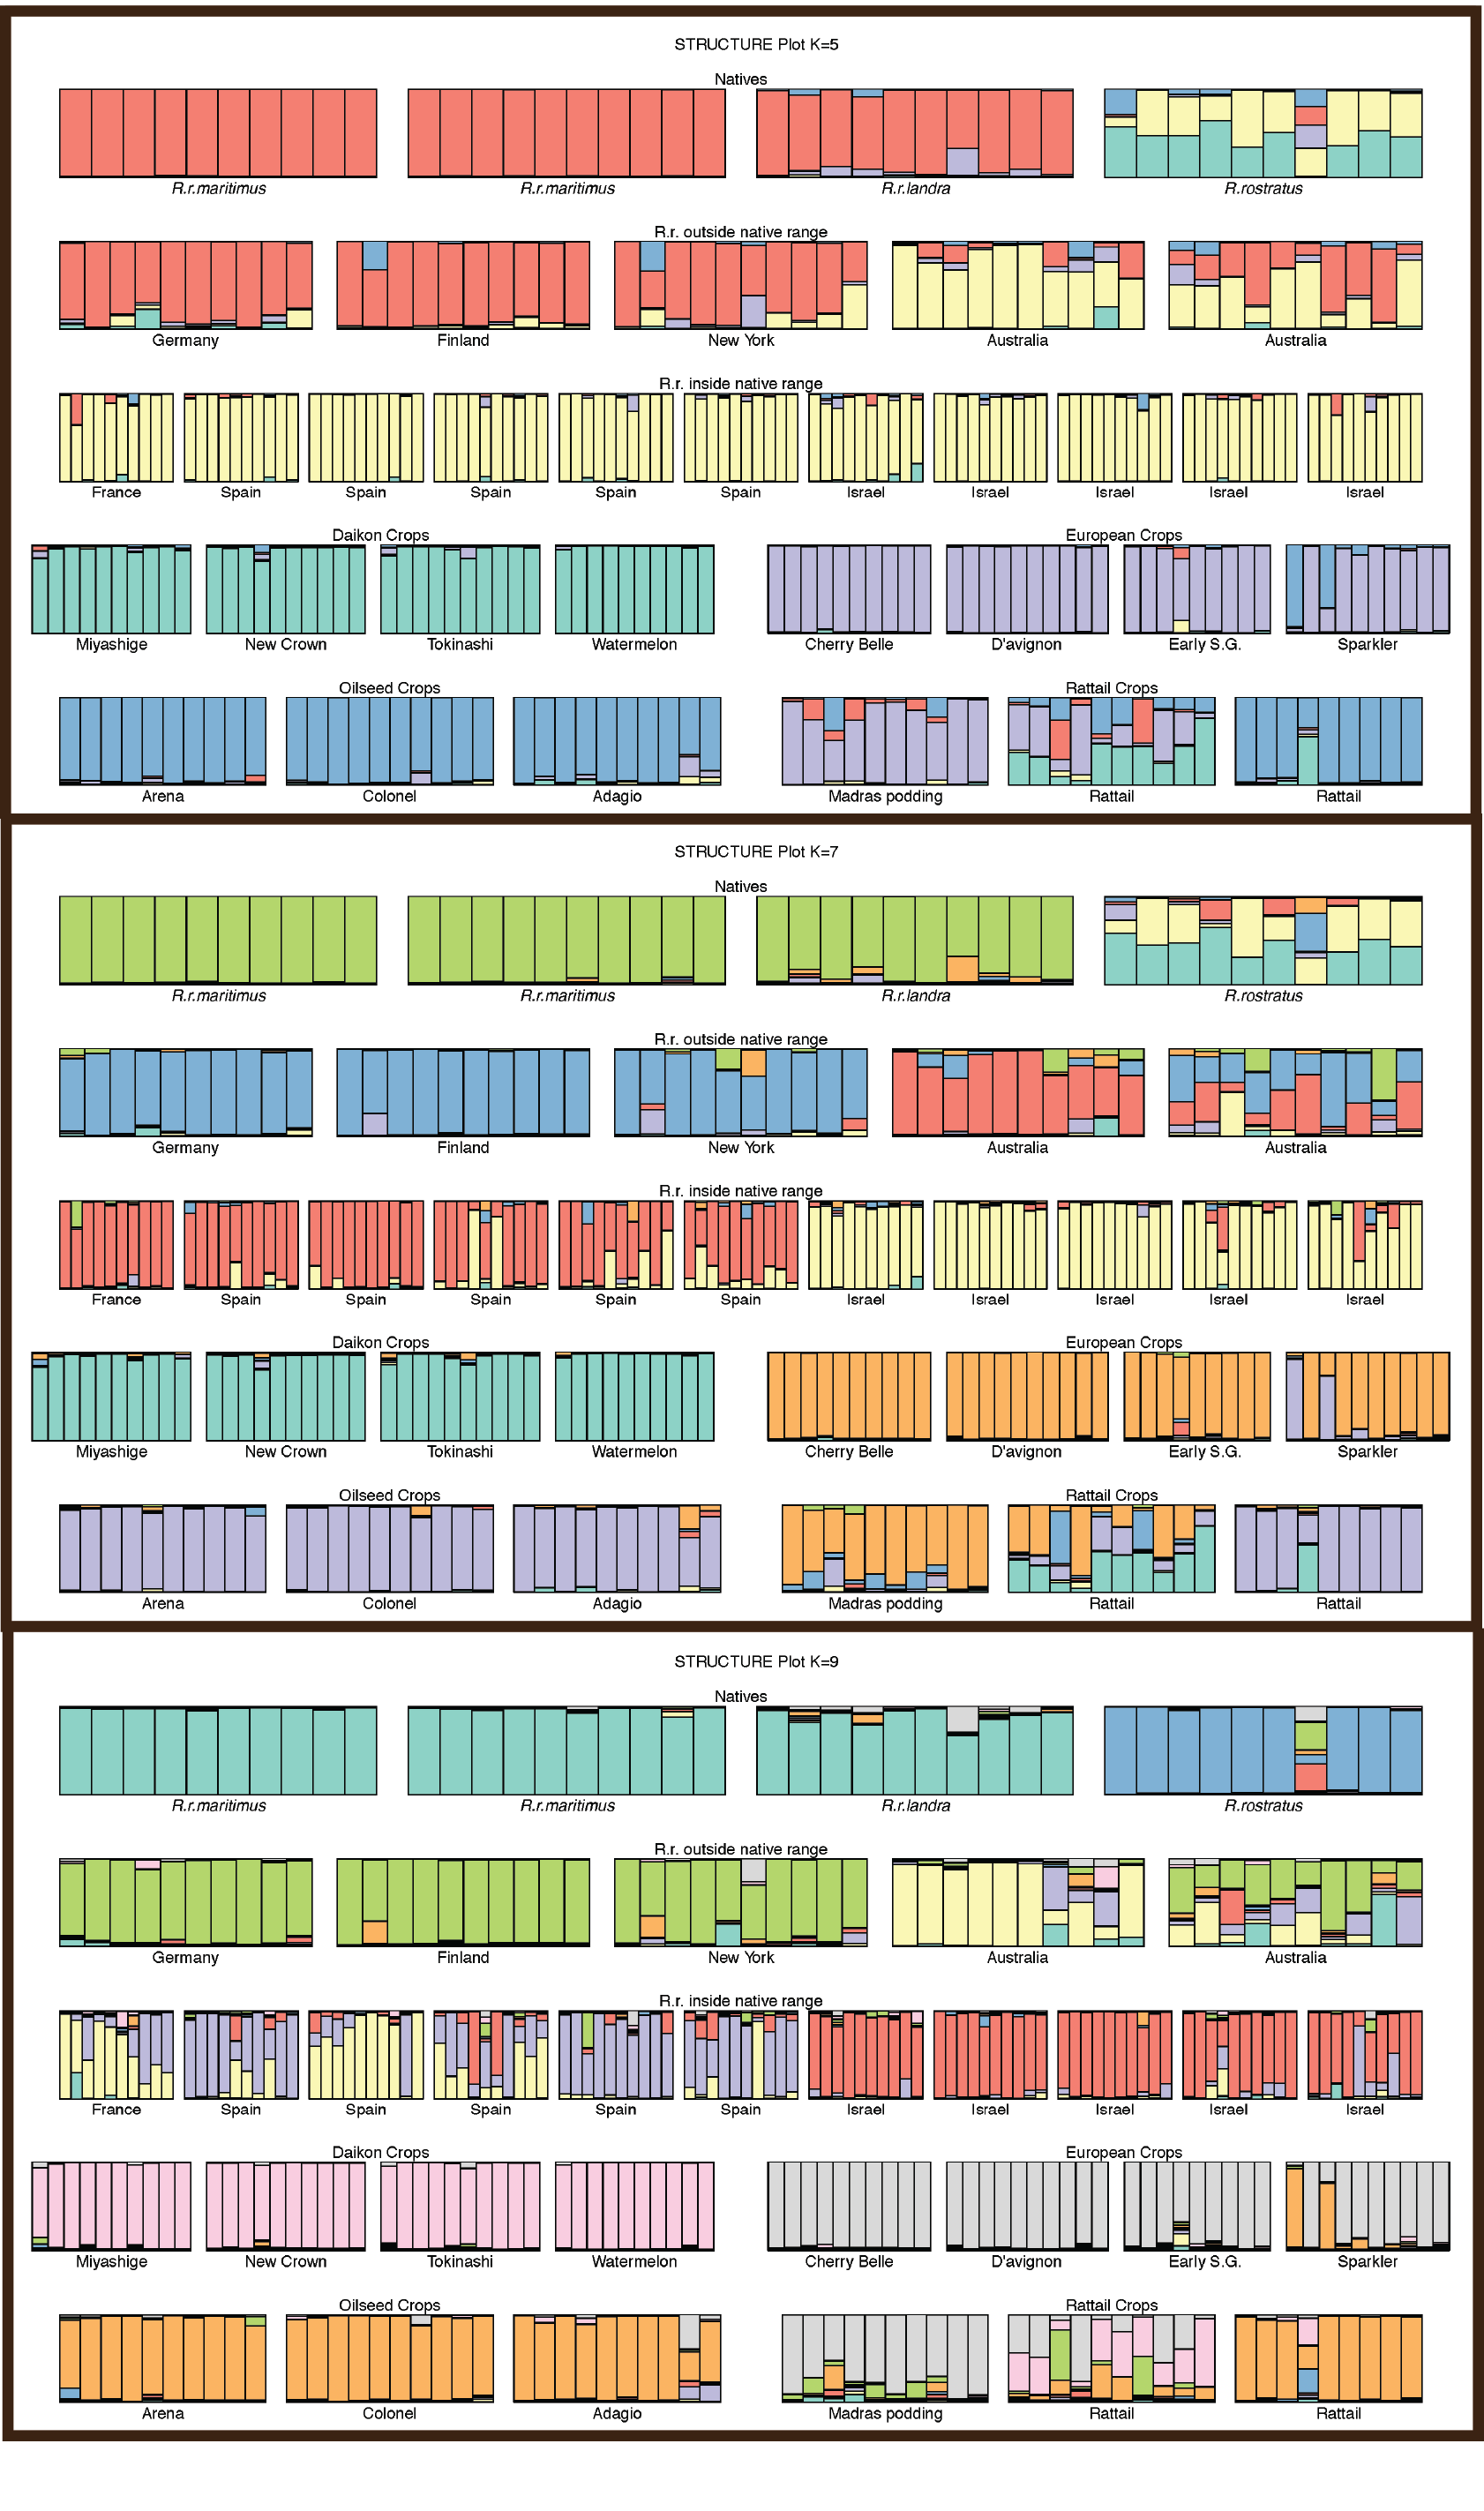 STRUCTURE Plot K=5
Natives
R.r.maritimus R.r.maritimus R.r.landra R.rostratus
R.r. outside native range
Germany Finland New York Australia Australia
R.r. inside native range
France Spain Spain Spain Spain Spain Israel Israel Israel Israel Israel
Daikon Crops European Crops
Miyashige New Crown Tokinashi Watermelon Cherry Belle D'avignon Early S.G. Sparkler
Oilseed Crops Rattail Crops
Arena Colonel Adagio Madras podding Rattail Rattail
STRUCTURE Plot K=7
Natives
R.r.maritimus R.r.maritimus R.r.landra R.rostratus
R.r. outside native range
Germany Finland New York Australia Australia
R.r. inside native range
France Spain Spain Spain Spain Spain Israel Israel Israel Israel Israel
Daikon Crops European Crops
Miyashige New Crown Tokinashi Watermelon Cherry Belle D'avignon Early S.G. Sparkler
Oilseed Crops Rattail Crops
Arena Colonel Adagio Madras podding Rattail Rattail
STRUCTURE Plot K=9
Natives
R.r.maritimus R.r.maritimus R.r.landra R.rostratus
R.r. outside native range
Germany Finland New York Australia Australia
R.r. inside native range
France Spain Spain Spain Spain Spain Israel Israel Israel Israel Israel
Daikon Crops European Crops
Miyashige New Crown Tokinashi Watermelon Cherry Belle D'avignon Early S.G. Sparkler
Oilseed Crops Rattail Crops
Arena Colonel Adagio Madras podding Rattail Rattail